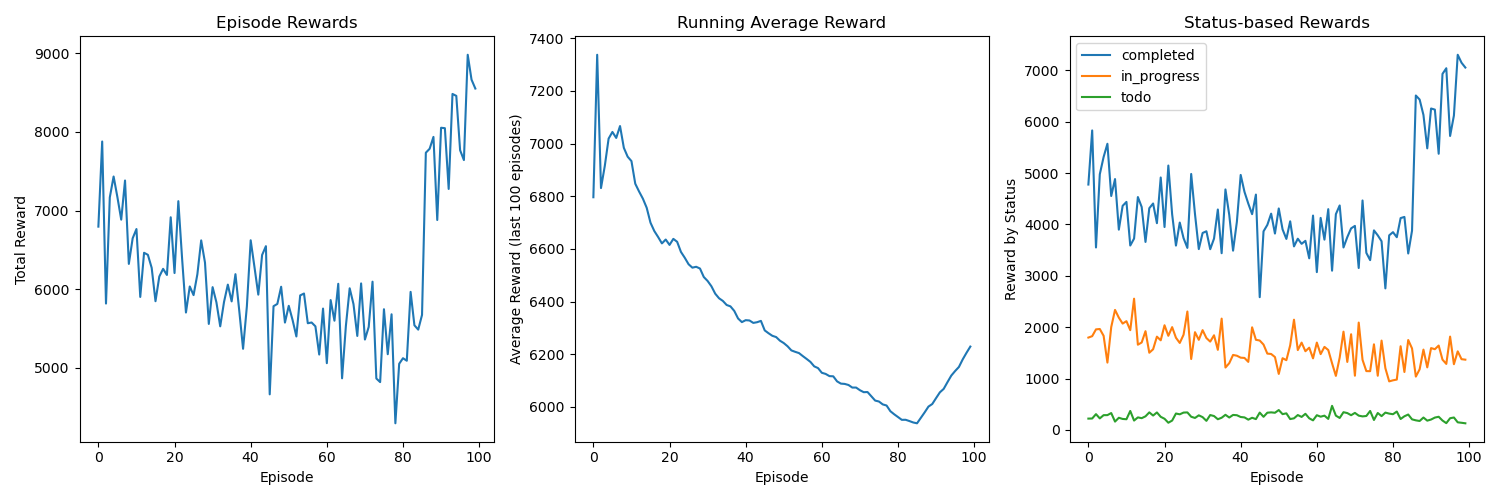 Episode Rewards
Total Reward
9000
8000
7000
6000
5000
0 20 40 60 80 100
Episode
Running Average Reward
Average Reward (last 100 episodes)
7400
7200
7000
6800
6600
6400
6200
6000
0 20 40 60 80 100
Episode
Status-based Rewards
Reward by Status
completed
in_progress
todo
7000
6000
5000
4000
3000
2000
1000
0
0 20 40 60 80 100
Episode